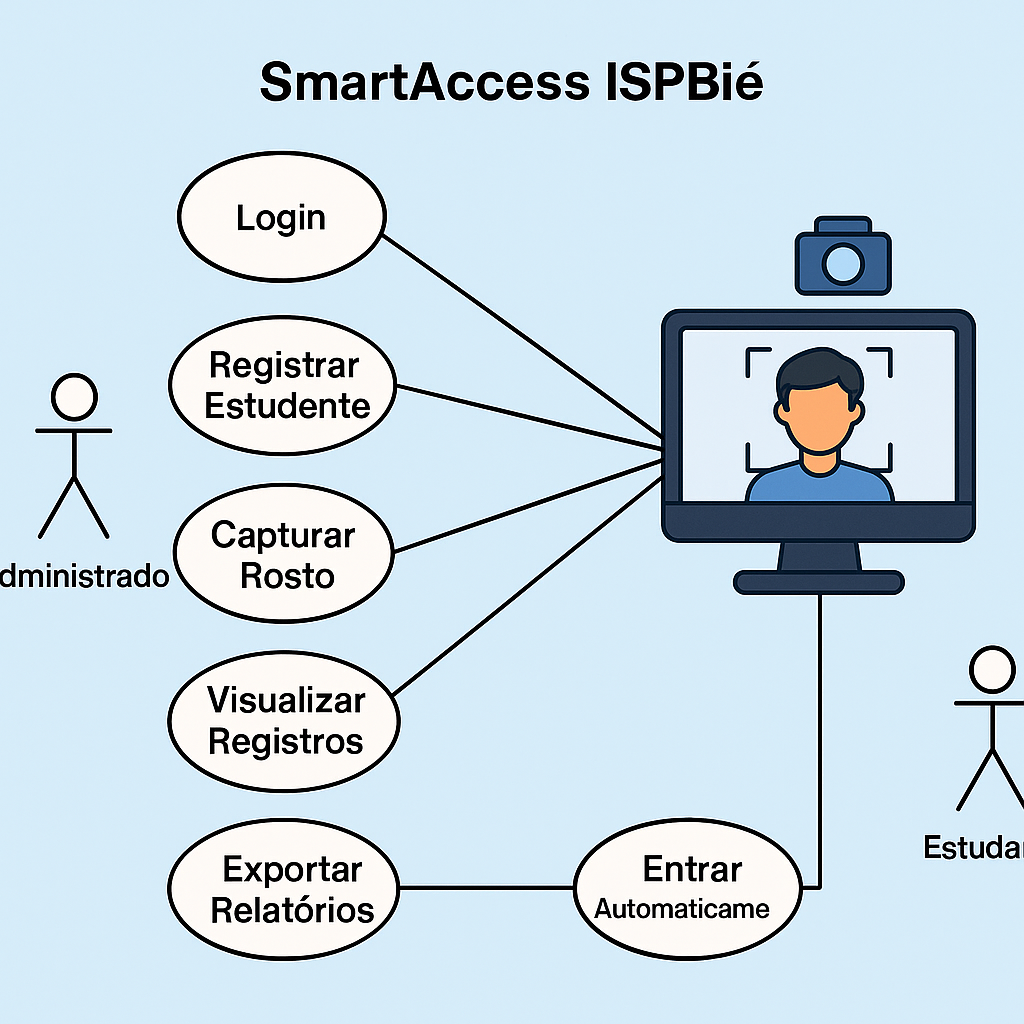 SmartAccess ISPBié
Login
Registrar
Estudente
Capturar
Rosto
dministrado
Visualizar
Registros
Estudar
Exportar
Relatórios
Entrar
Automaticame